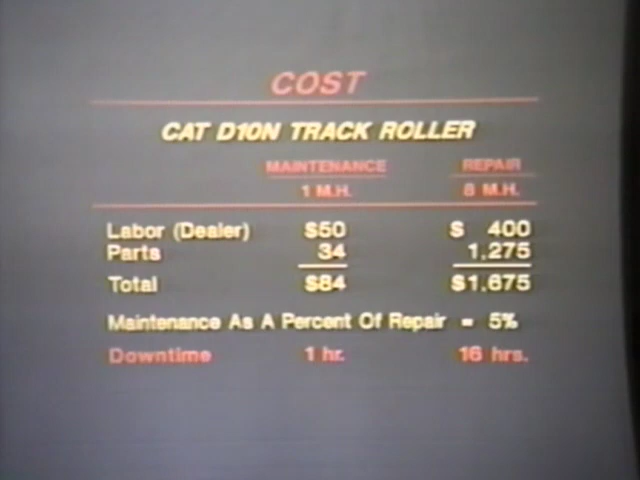 COST
CAT D10N TRACK ROLLER
MAINTENANCE REPAIR
1 M.H. 8 M.H.
Labor (Dealer) $50 $ 400
Parts 34 1,275
Total $84 $1,675
Maintenance As A Percent Of Repair = 5%
Downtime 1 hr. 16 hrs.